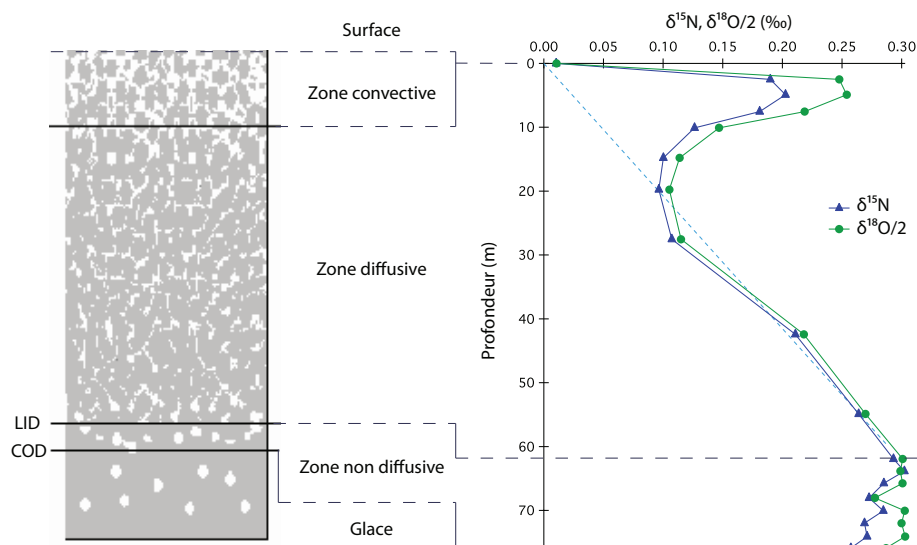 Surface
Zone convective
Zone diffusive
LID
COD
Zone non diffusive
Glace
δ¹⁵N, δ¹⁸O/2 (‰)
0.00 0.05 0.10 0.15 0.20 0.25 0.30
0
10
20
30
40
50
60
70
Profondeur (m)
δ¹⁵N
δ¹⁸O/2